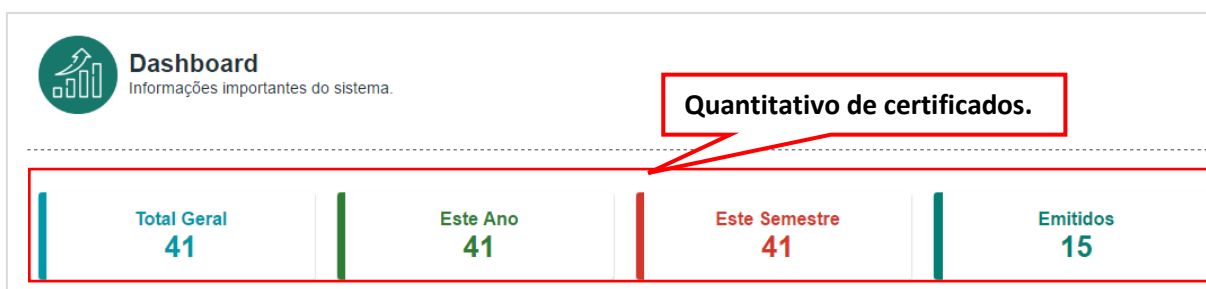 Dashboard
Informações importantes do sistema.
Quantitativo de certificados.
Total Geral
41
Este Ano
41
Este Semestre
41
Emitidos
15